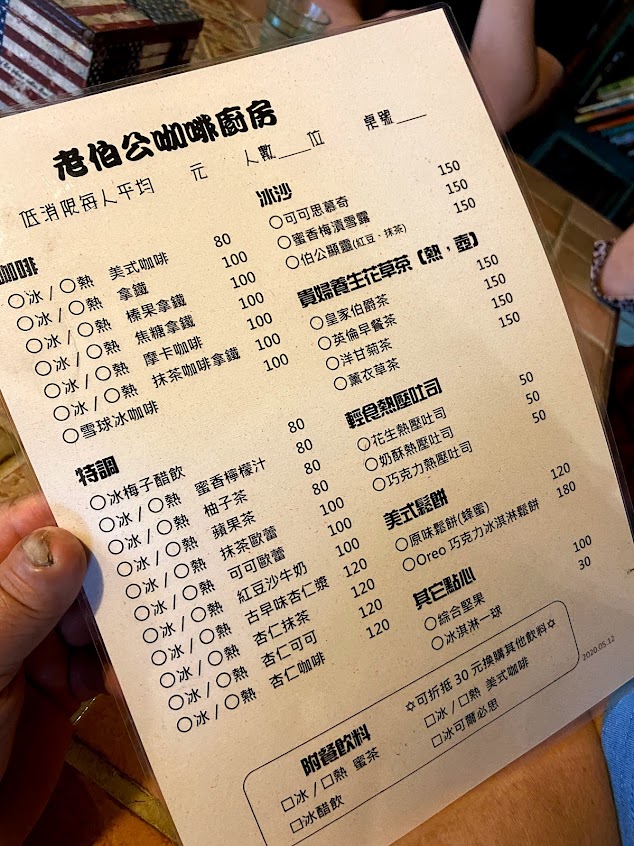 老伯公咖啡廚房
低消限每人平均 元 人數___位 桌號___
咖啡
○冰 / ○熱 美式咖啡 80
○冰 / ○熱 拿鐵 100
○冰 / ○熱 榛果拿鐵 100
○冰 / ○熱 焦糖拿鐵 100
○冰 / ○熱 摩卡咖啡 100
○冰 / ○熱 抹茶咖啡拿鐵 100
○雪球冰咖啡 100
特調
○冰梅子醋飲 80
○冰 / ○熱 蜜香檸檬汁 80
○冰 / ○熱 柚子茶 80
○冰 / ○熱 蘋果茶 80
○冰 / ○熱 抹茶歐蕾 100
○冰 / ○熱 可可歐蕾 100
○冰 / ○熱 紅豆沙牛奶 100
○冰 / ○熱 古早味杏仁漿 120
○冰 / ○熱 杏仁抹茶 120
○冰 / ○熱 杏仁可可 120
○冰 / ○熱 杏仁咖啡 120
冰沙
○可可思慕奇 150
○蜜香梅漬雪露 150
○伯公顯靈(紅豆、抹茶) 150
貴婦養生花草茶【熱，壺】
○皇家伯爵茶 150
○英倫早餐茶 150
○洋甘菊茶 150
○薰衣草茶 150
輕食熱壓吐司
○花生熱壓吐司 50
○奶酥熱壓吐司 50
○巧克力熱壓吐司 50
美式鬆餅
○原味鬆餅(蜂蜜) 120
○Oreo 巧克力冰淇淋鬆餅 180
其它點心
○綜合堅果 100
○冰淇淋一球 30
附餐飲料 ✡可折抵 30 元換購其他飲料✡
□冰 / □熱 蜜茶 □冰 / □熱 美式咖啡
□冰醋飲 □冰可爾必思
2020.05.12